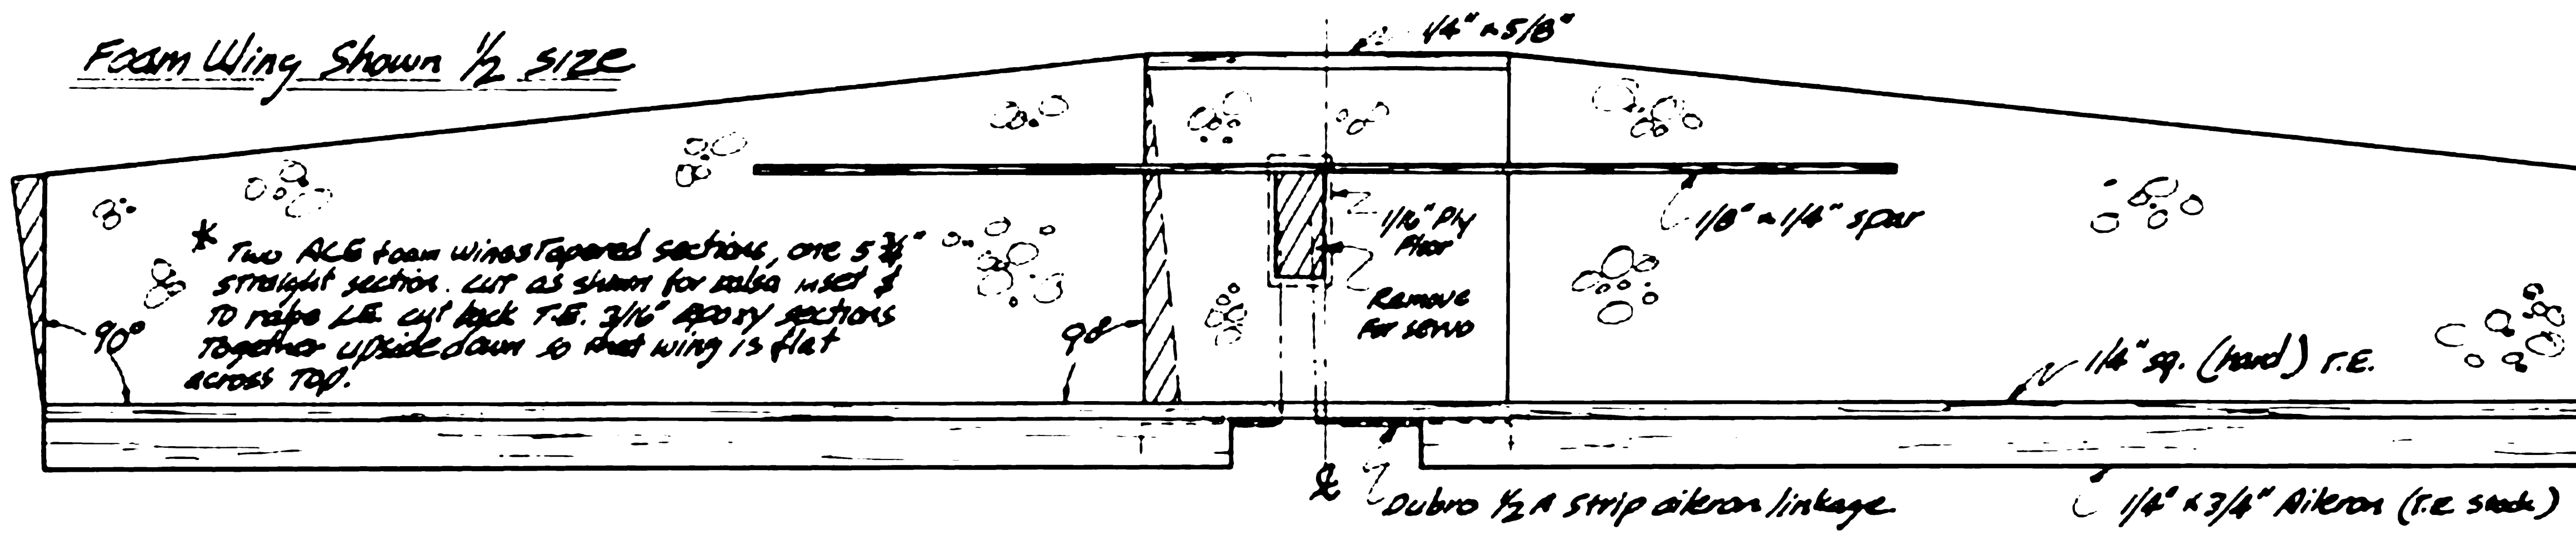 Foam Wing Shown 1/2 size
1/4" x 5/8"
* Two ACE foam wings Tapered sections, one 5 3/4"
straight section. cut as shown for balsa inset &
To make L.E. cut back T.E. 3/16" Epoxy sections
Together upside down so that wing is flat
across Top.
90°
90°
1/16" Ply
Floor
Remove
For servo
1/8" x 1/4" spar
1/4" sq. (hard) T.E.
℄
Dubro 1/2 A strip aileron linkage
1/4" x 3/4" Aileron (T.E. stock)